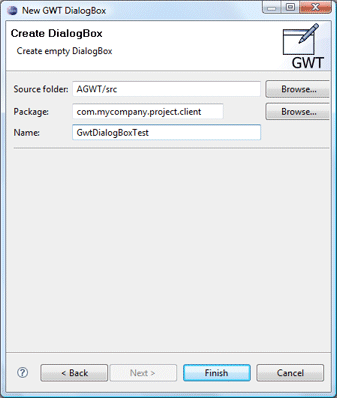 New GWT DialogBox
Create DialogBox
Create empty DialogBox
GWT
Source folder: AGWT/src Browse...
Package: com.mycompany.project.client Browse...
Name: GwtDialogBoxTest
? < Back Next > Finish Cancel